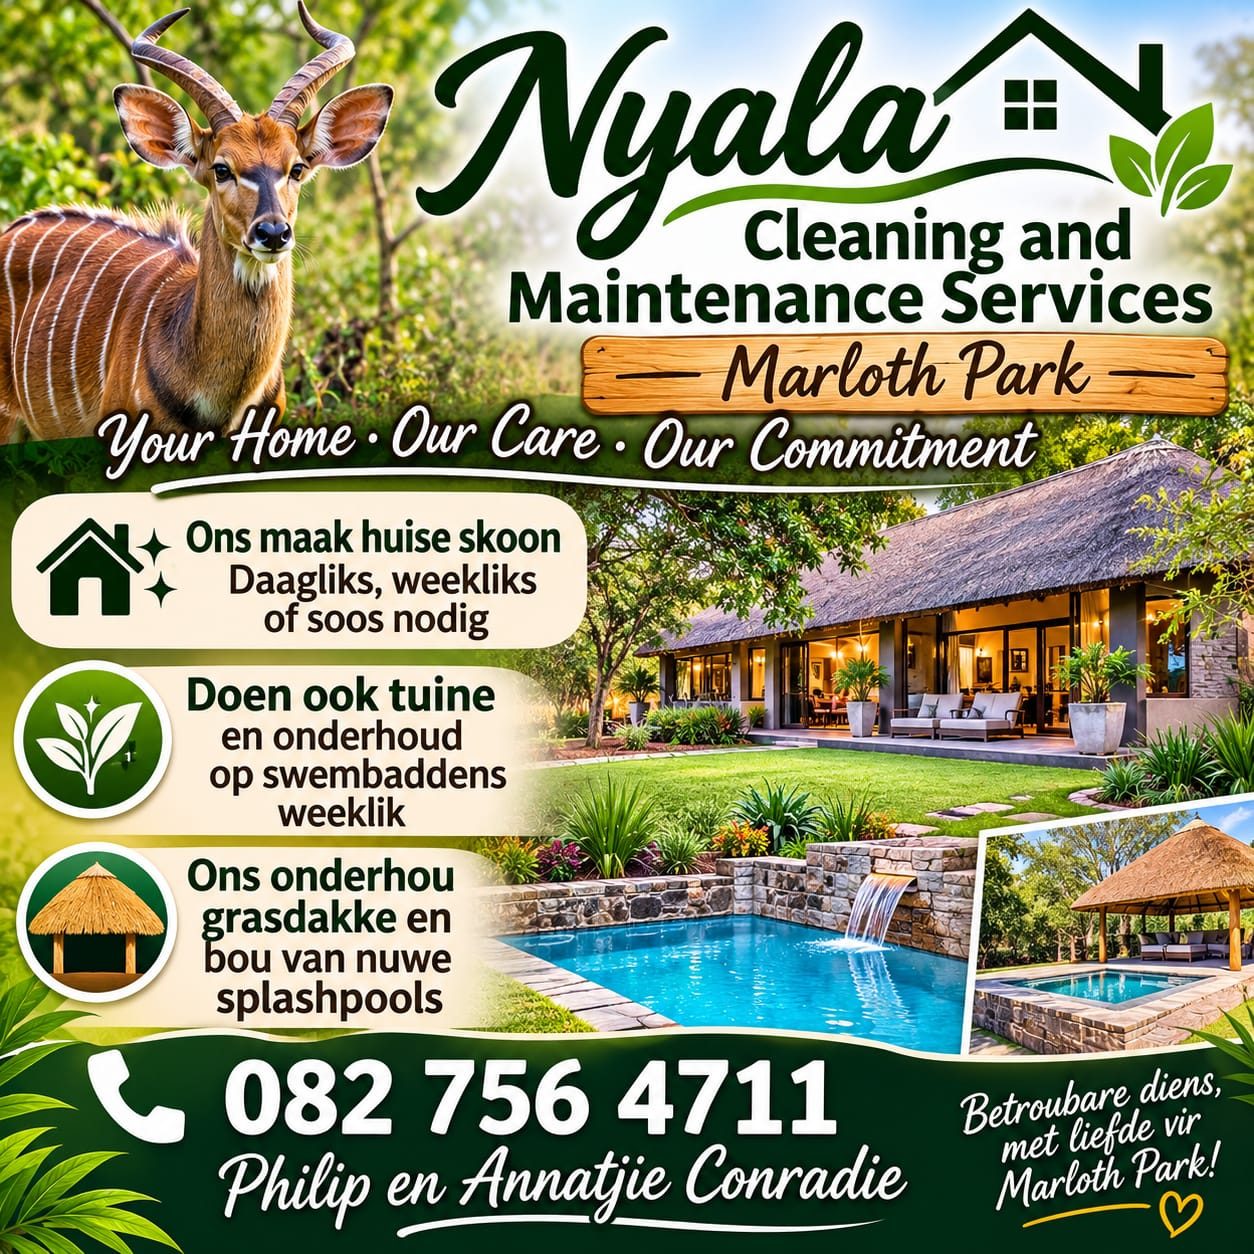 Nyala
Cleaning and
Maintenance Services
Marloth Park
Your Home · Our Care · Our Commitment
Ons maak huise skoon
Daagliks, weekliks
of soos nodig
Doen ook tuine
en onderhoud
op swembaddens
weeklik
Ons onderhou
grasdakke en
bou van nuwe
splashpools
082 756 4711
Philip en Annatjie Conradie
Betroubare diens,
met liefde vir
Marloth Park!